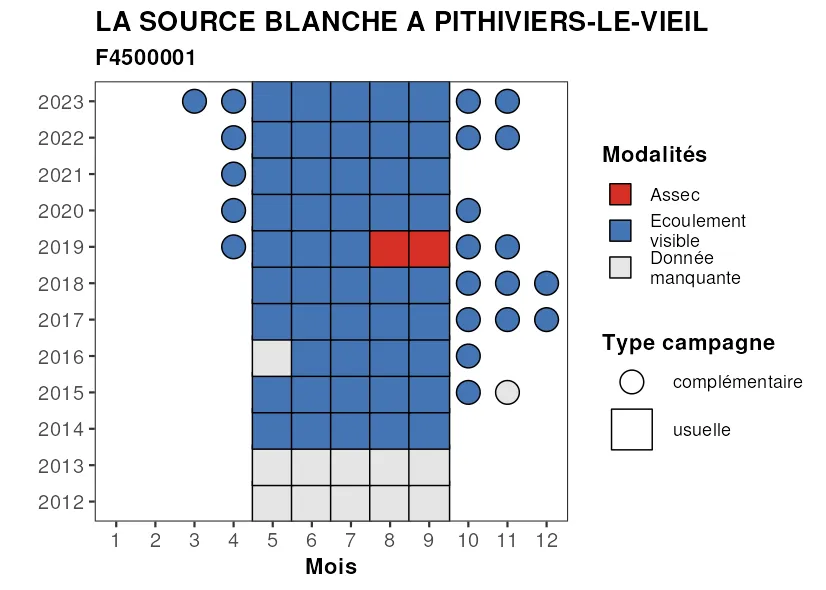 LA SOURCE BLANCHE A PITHIVIERS-LE-VIEIL
F4500001
2023
2022
2021
2020
2019
2018
2017
2016
2015
2014
2013
2012
1 2 3 4 5 6 7 8 9 10 11 12
Mois
Modalités
Assec
Ecoulement
visible
Donnée
manquante
Type campagne
complémentaire
usuelle